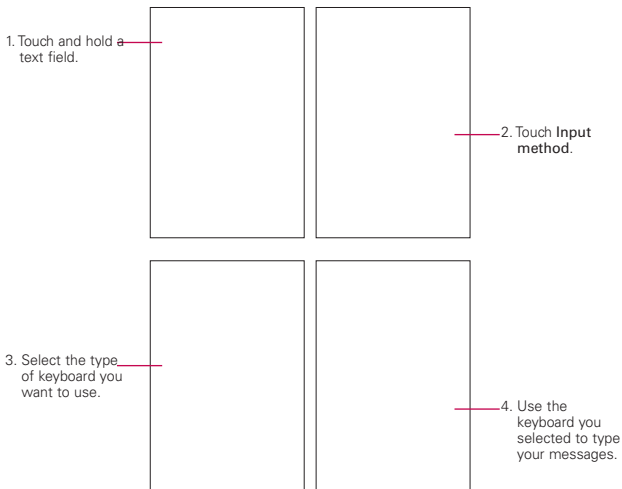 1. Touch and hold a
text field.
2. Touch Input
method.
3. Select the type
of keyboard you
want to use.
4. Use the
keyboard you
selected to type
your messages.